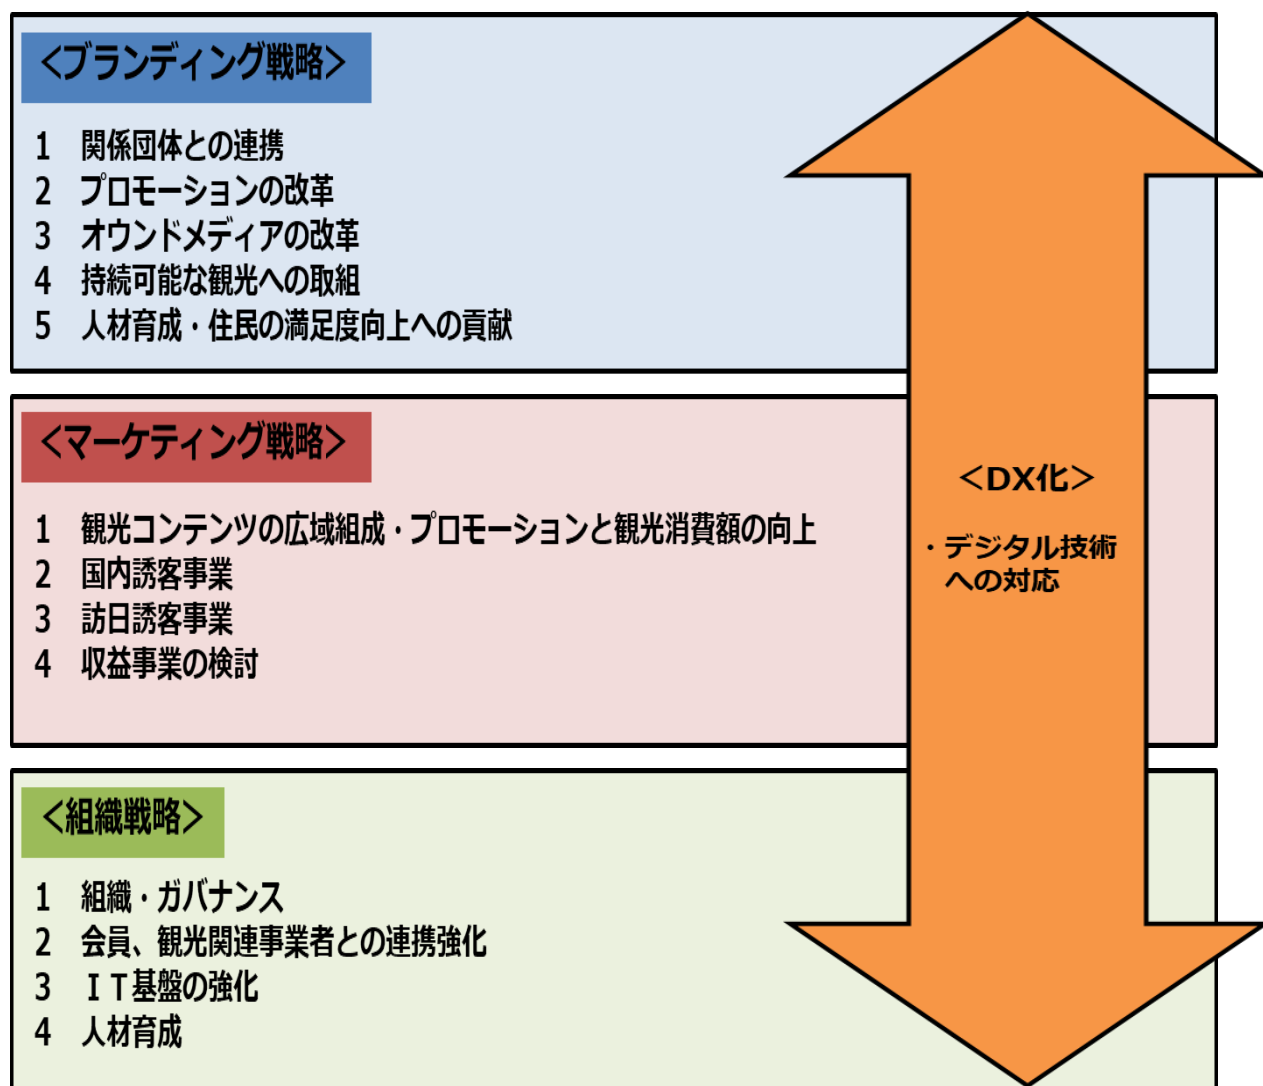 ＜ブランディング戦略＞
1 関係団体との連携
2 プロモーションの改革
3 オウンドメディアの改革
4 持続可能な観光への取組
5 人材育成・住民の満足度向上への貢献
＜マーケティング戦略＞
1 観光コンテンツの広域組成・プロモーションと観光消費額の向上
2 国内誘客事業
3 訪日誘客事業
4 収益事業の検討
＜組織戦略＞
1 組織・ガバナンス
2 会員、観光関連事業者との連携強化
3 ＩＴ基盤の強化
4 人材育成
＜DX化＞
・デジタル技術
への対応